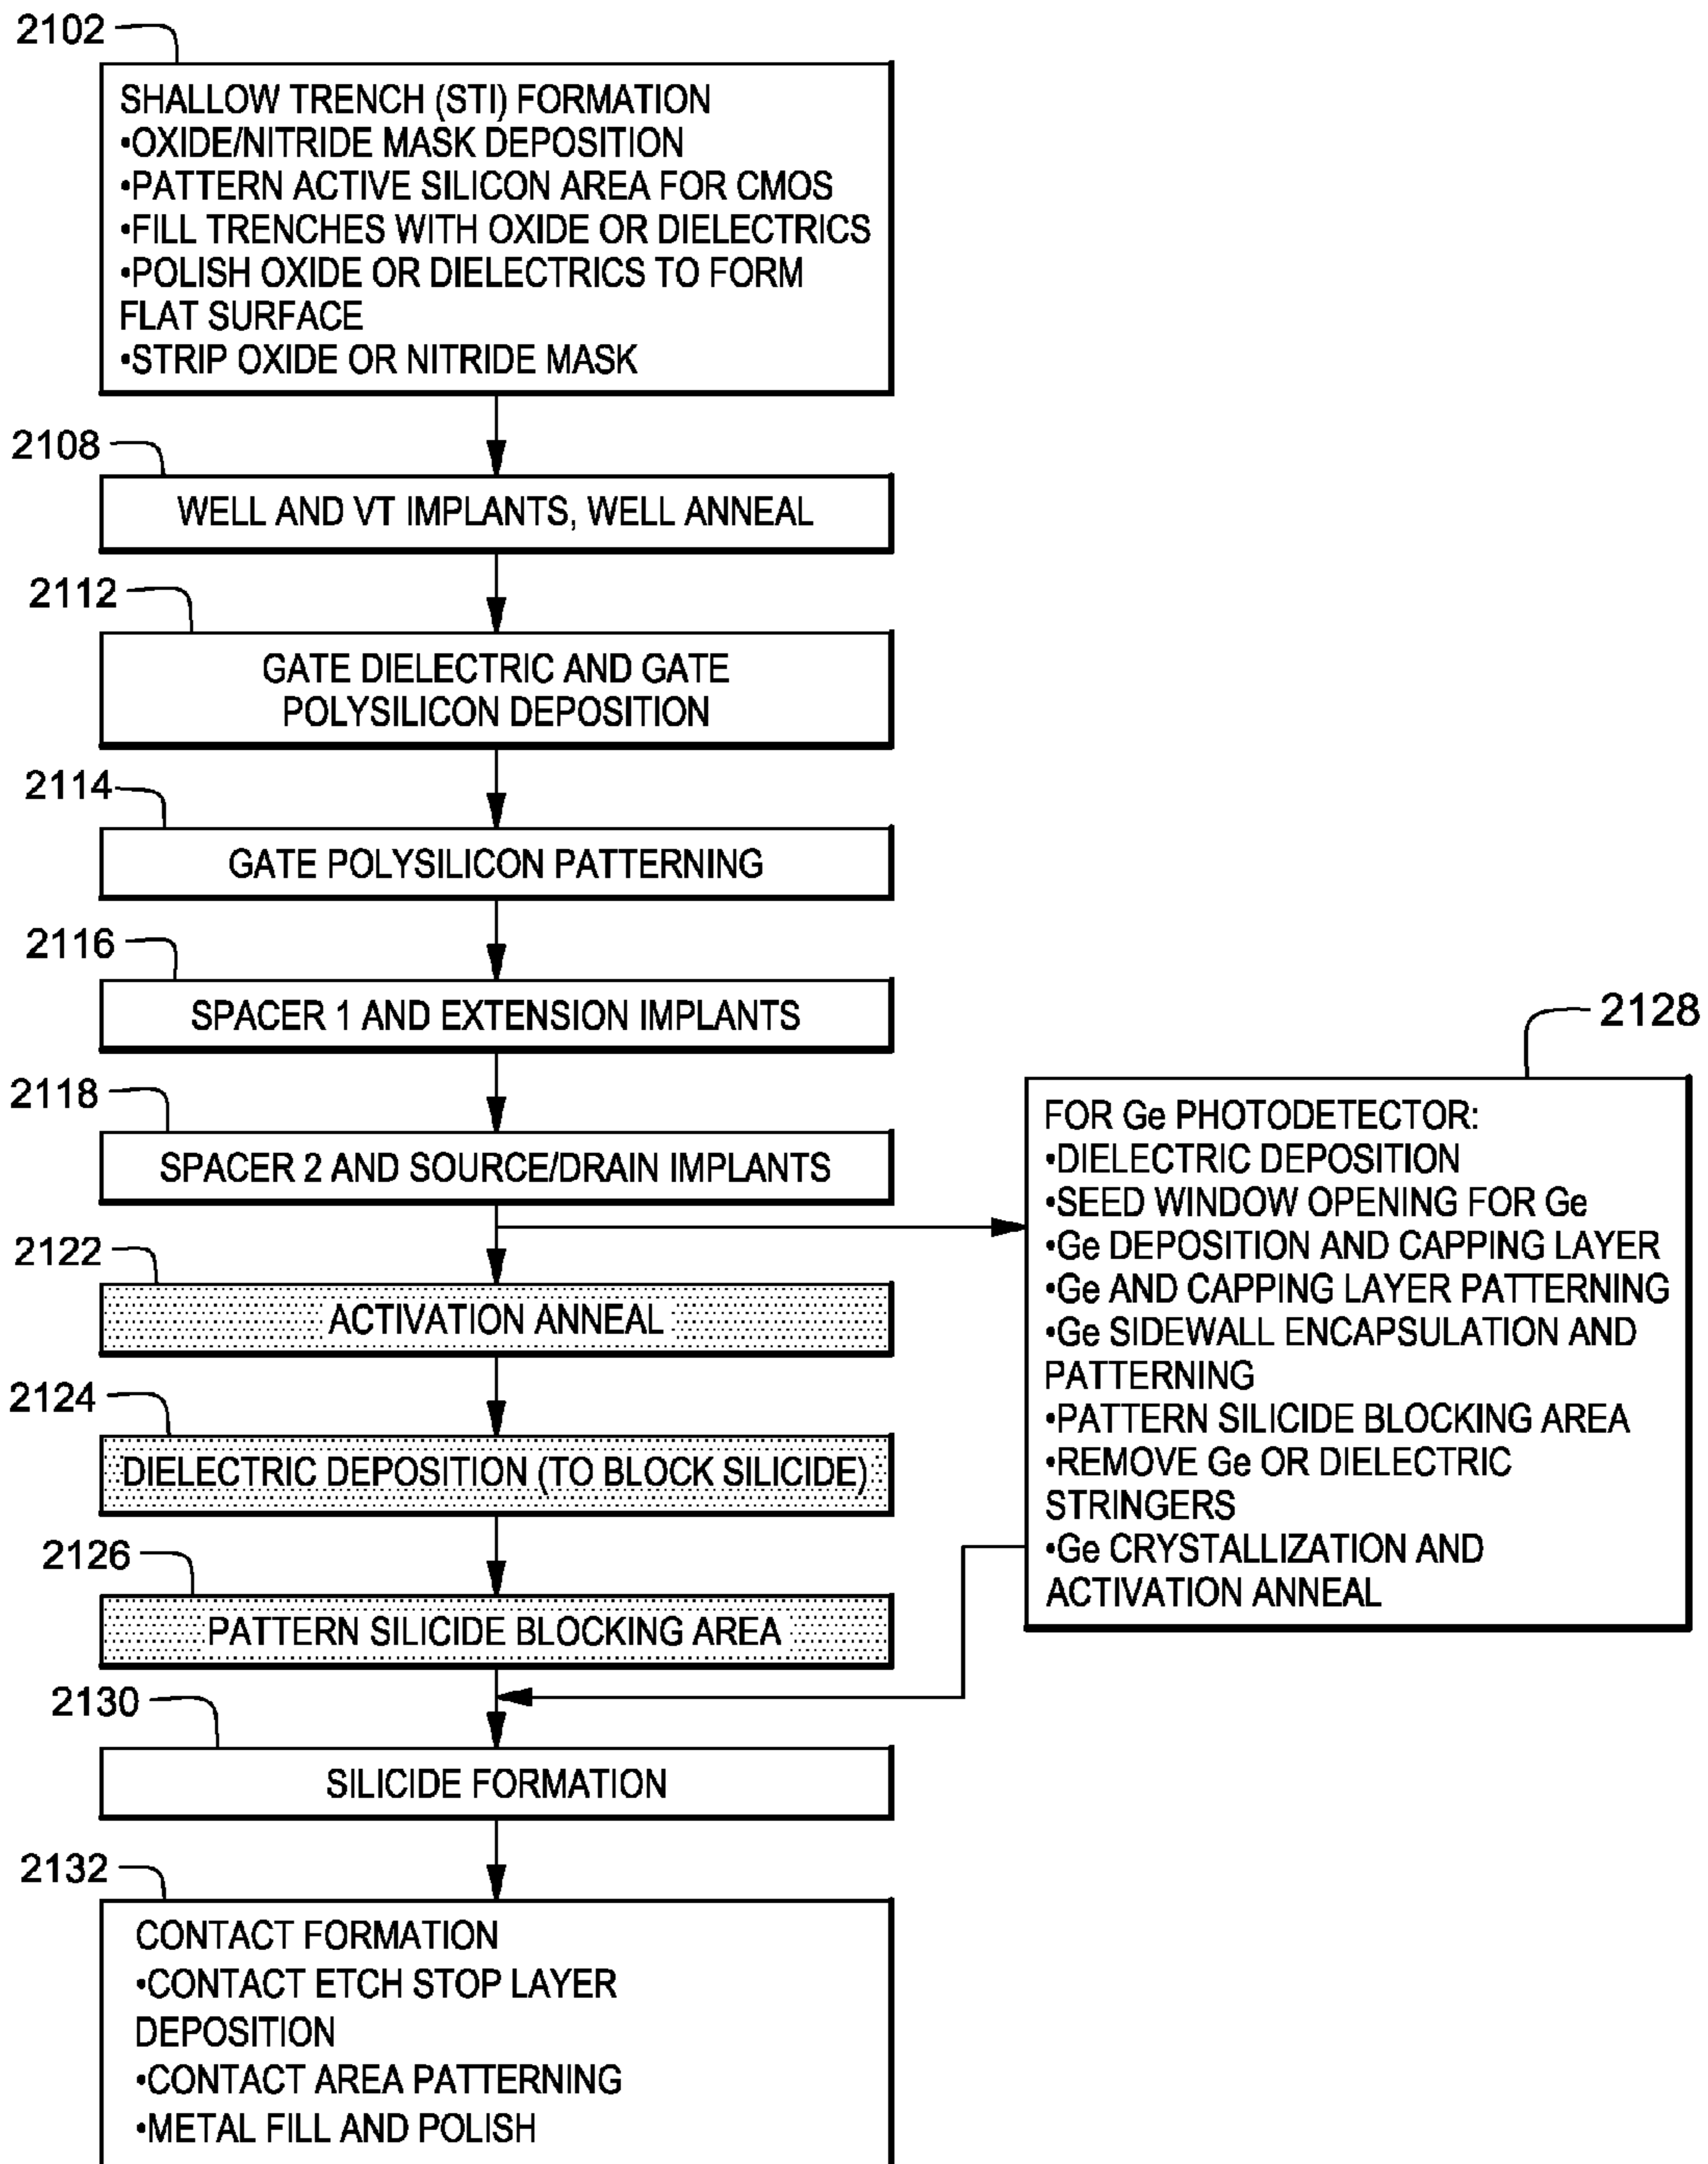 2102
SHALLOW TRENCH (STI) FORMATION
•OXIDE/NITRIDE MASK DEPOSITION
•PATTERN ACTIVE SILICON AREA FOR CMOS
•FILL TRENCHES WITH OXIDE OR DIELECTRICS
•POLISH OXIDE OR DIELECTRICS TO FORM
FLAT SURFACE
•STRIP OXIDE OR NITRIDE MASK
2108
WELL AND VT IMPLANTS, WELL ANNEAL
2112
GATE DIELECTRIC AND GATE
POLYSILICON DEPOSITION
2114
GATE POLYSILICON PATTERNING
2116
SPACER 1 AND EXTENSION IMPLANTS
2118
SPACER 2 AND SOURCE/DRAIN IMPLANTS
2122
ACTIVATION ANNEAL
2124
DIELECTRIC DEPOSITION (TO BLOCK SILICIDE)
2126
PATTERN SILICIDE BLOCKING AREA
2128
FOR Ge PHOTODETECTOR:
•DIELECTRIC DEPOSITION
•SEED WINDOW OPENING FOR Ge
•Ge DEPOSITION AND CAPPING LAYER
•Ge AND CAPPING LAYER PATTERNING
•Ge SIDEWALL ENCAPSULATION AND
PATTERNING
•PATTERN SILICIDE BLOCKING AREA
•REMOVE Ge OR DIELECTRIC
STRINGERS
•Ge CRYSTALLIZATION AND
ACTIVATION ANNEAL
2130
SILICIDE FORMATION
2132
CONTACT FORMATION
•CONTACT ETCH STOP LAYER
DEPOSITION
•CONTACT AREA PATTERNING
•METAL FILL AND POLISH